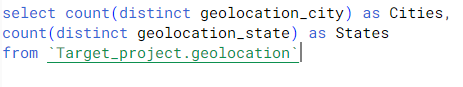 select count(distinct geolocation_city) as Cities,
count(distinct geolocation_state) as States
from `Target_project.geolocation`